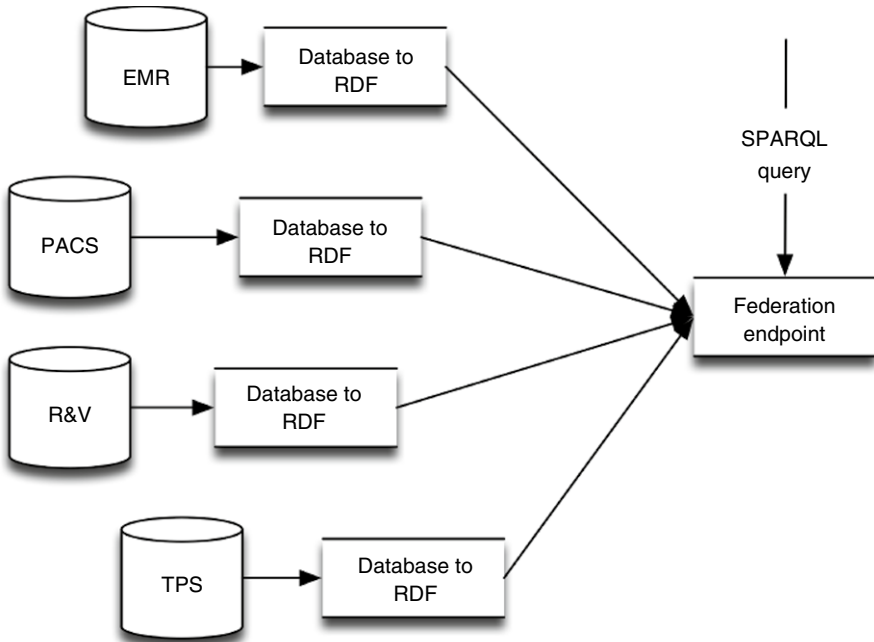 EMR
Database to
RDF
SPARQL
query
PACS
Database to
RDF
Federation
endpoint
R&V
Database to
RDF
TPS
Database to
RDF